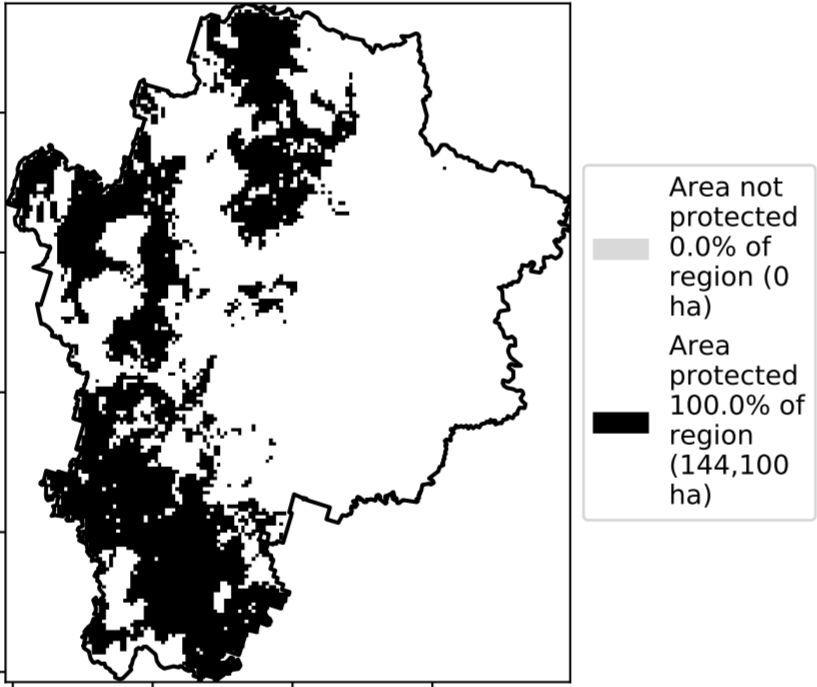 Area not
protected
0.0% of
region (0
ha)
Area
protected
100.0% of
region
(144,100
ha)